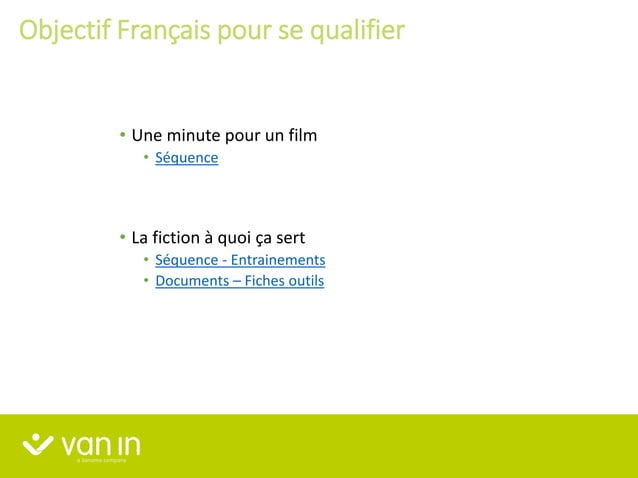 Objectif Français pour se qualifier
• Une minute pour un film
• Séquence
• La fiction à quoi ça sert
• Séquence - Entrainements
• Documents – Fiches outils
van in
a Sanoma company